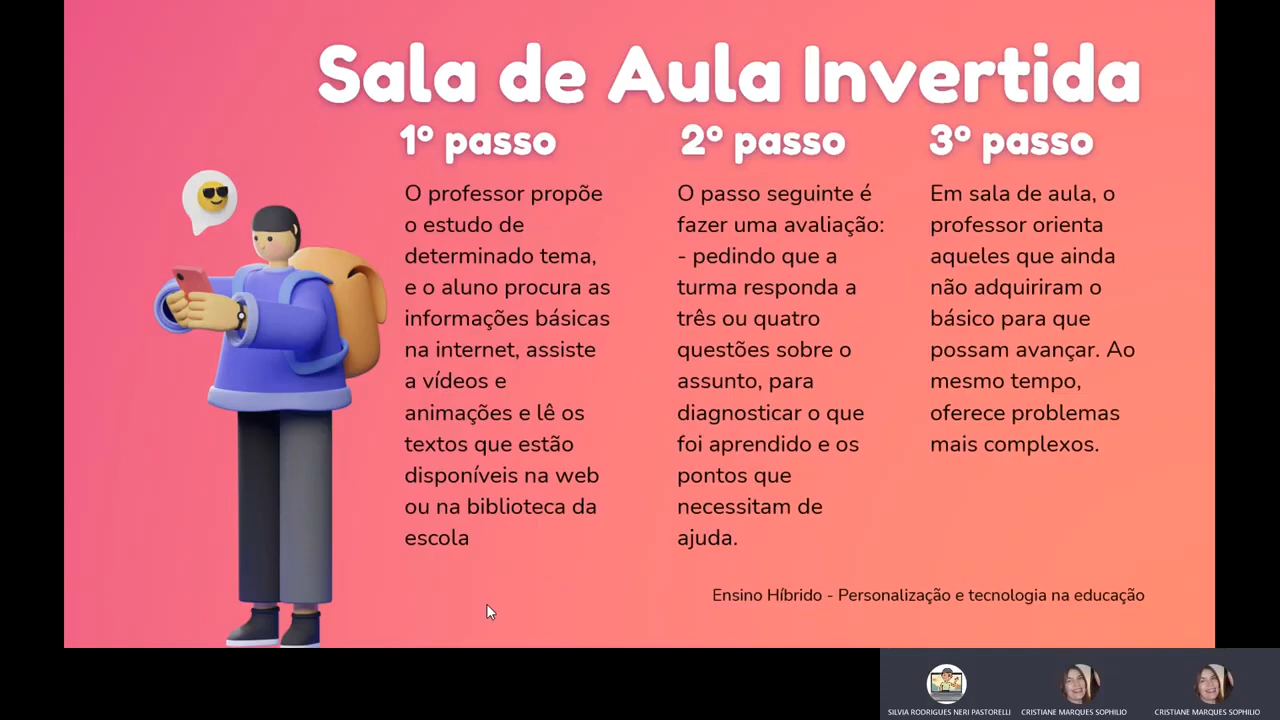 Sala de Aula Invertida
1º passo
O professor propõe
o estudo de
determinado tema,
e o aluno procura as
informações básicas
na internet, assiste
a vídeos e
animações e lê os
textos que estão
disponíveis na web
ou na biblioteca da
escola
2º passo
O passo seguinte é
fazer uma avaliação:
- pedindo que a
turma responda a
três ou quatro
questões sobre o
assunto, para
diagnosticar o que
foi aprendido e os
pontos que
necessitam de
ajuda.
3º passo
Em sala de aula, o
professor orienta
aqueles que ainda
não adquiriram o
básico para que
possam avançar. Ao
mesmo tempo,
oferece problemas
mais complexos.
Ensino Híbrido - Personalização e tecnologia na educação
SILVIA RODRIGUES NERI PASTORELLI
CRISTIANE MARQUES SOPHILIO
CRISTIANE MARQUES SOPHILIO